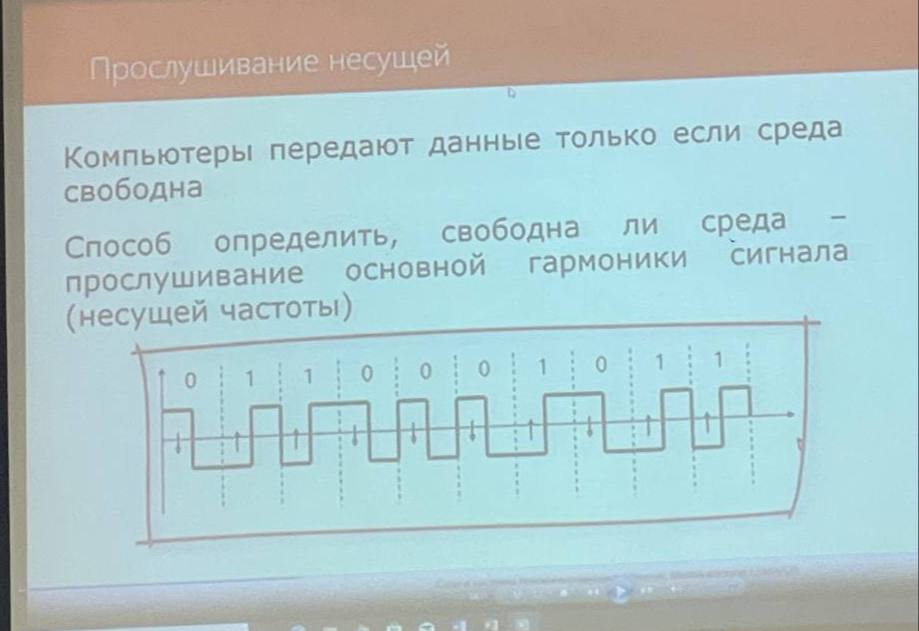 Прослушивание несущей
Компьютеры передают данные только если среда
свободна
Способ определить, свободна ли среда –
прослушивание основной гармоники сигнала
(несущей частоты)
0 1 1 0 0 0 1 0 1 1